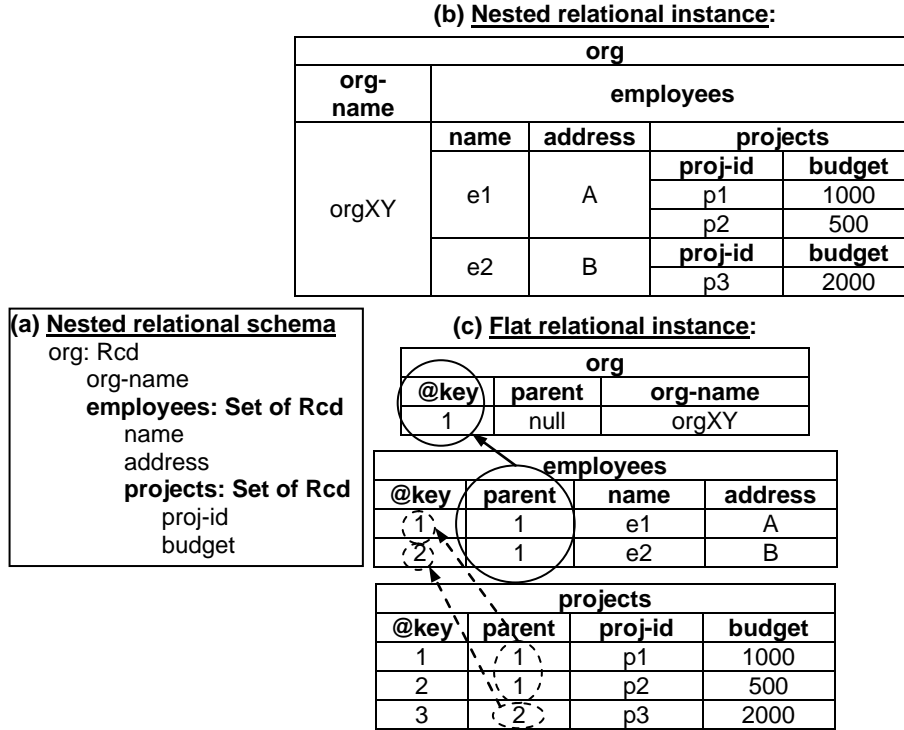 (b) Nested relational instance:
org
org-
name
employees
name address projects
proj-id budget
orgXY e1 A p1 1000
p2 500
e2 B proj-id budget
p3 2000
(a) Nested relational schema
org: Rcd
org-name
employees: Set of Rcd
name
address
projects: Set of Rcd
proj-id
budget
(c) Flat relational instance:
org
@key parent org-name
1 null orgXY
employees
@key parent name address
1 1 e1 A
2 1 e2 B
projects
@key parent proj-id budget
1 1 p1 1000
2 1 p2 500
3 2 p3 2000